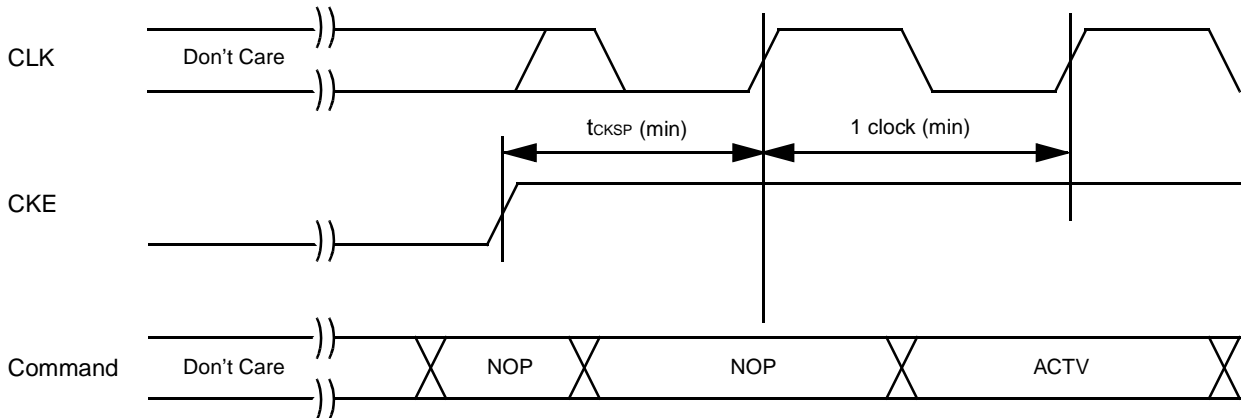 CLK Don't Care
tCKSP (min) 1 clock (min)
CKE
Command Don't Care NOP NOP ACTV